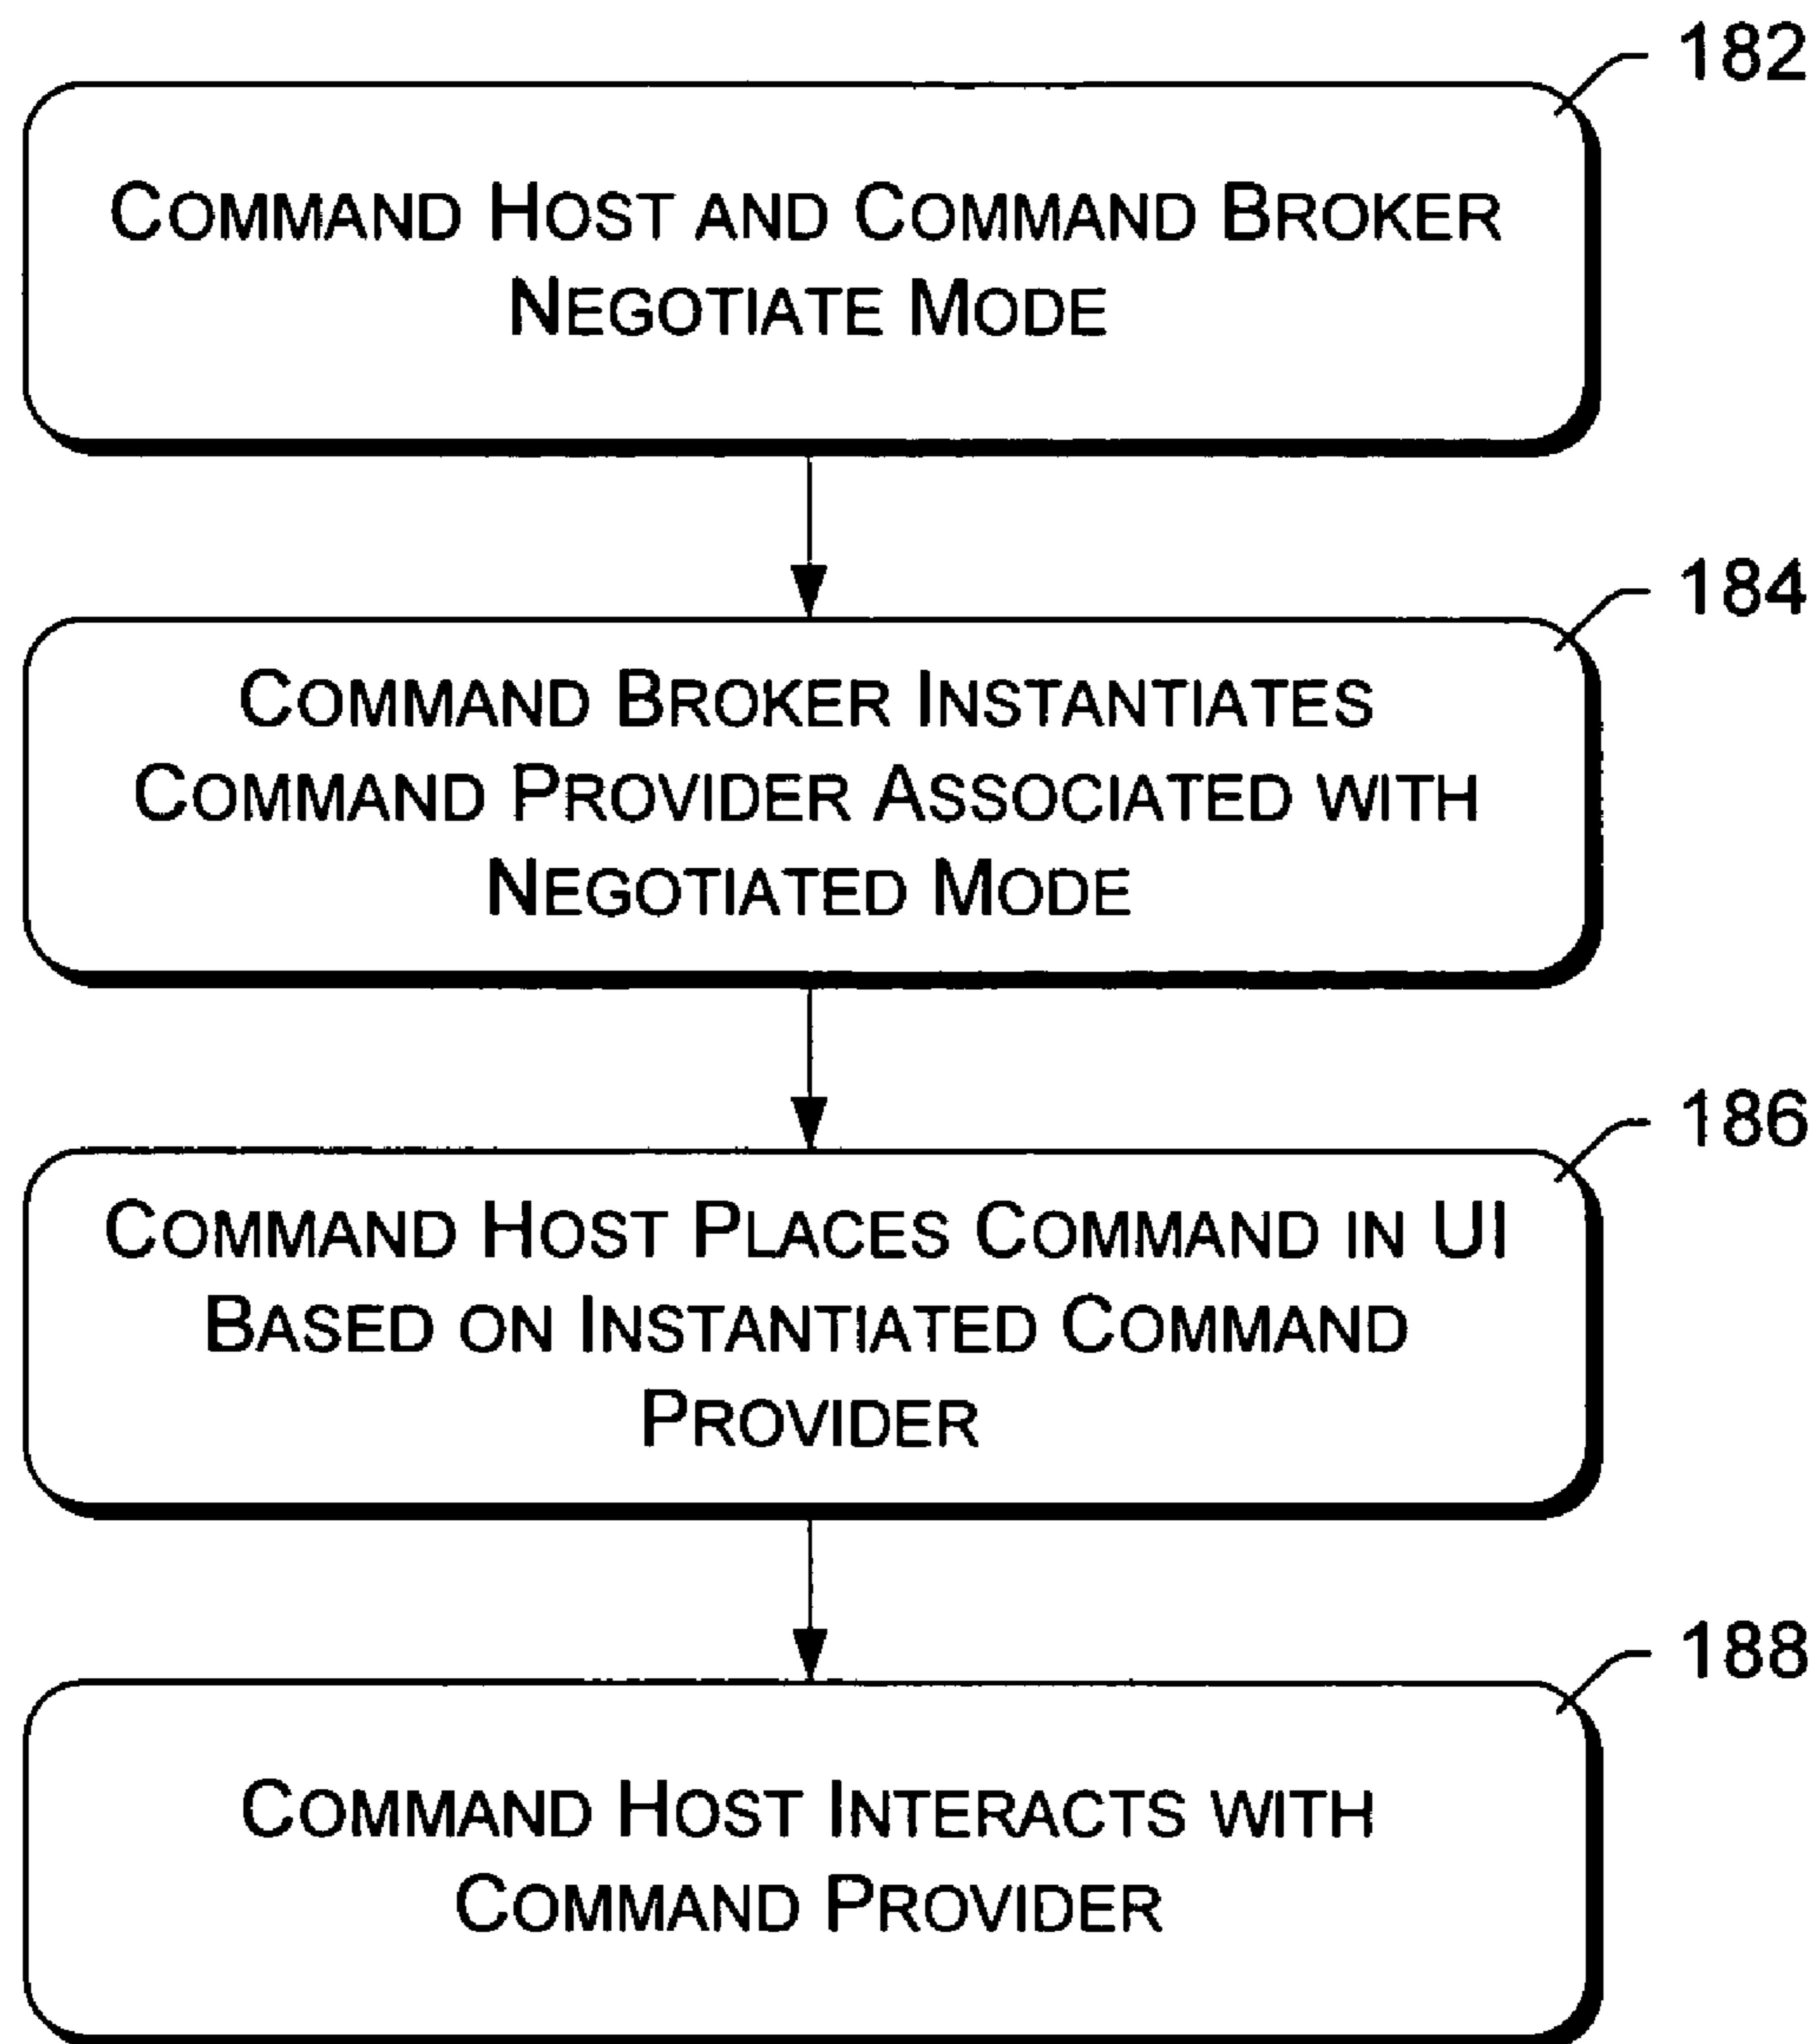 182
COMMAND HOST AND COMMAND BROKER
NEGOTIATE MODE
184
COMMAND BROKER INSTANTIATES
COMMAND PROVIDER ASSOCIATED WITH
NEGOTIATED MODE
186
COMMAND HOST PLACES COMMAND IN UI
BASED ON INSTANTIATED COMMAND
PROVIDER
188
COMMAND HOST INTERACTS WITH
COMMAND PROVIDER